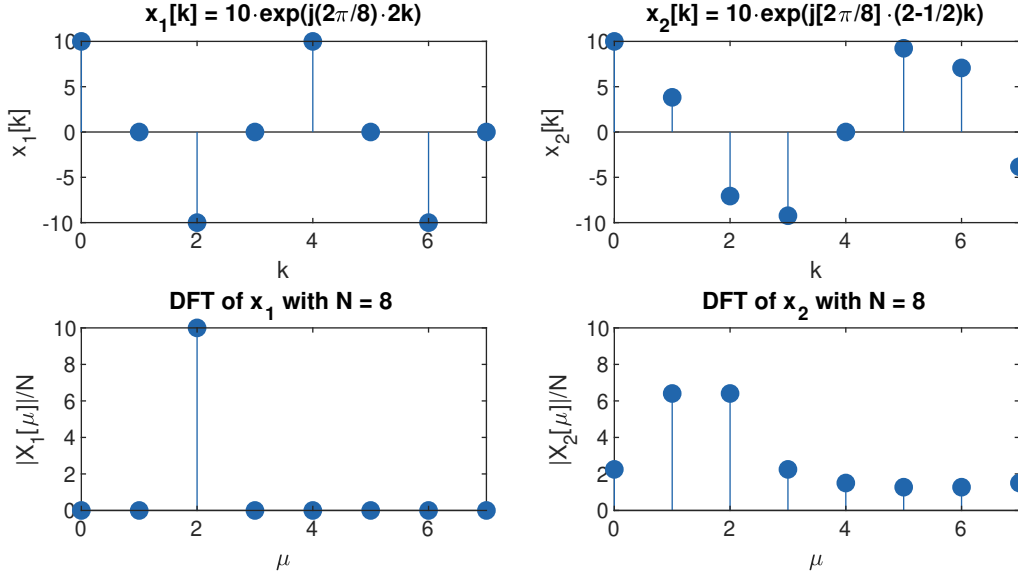 x₁[k] = 10·exp(j(2π/8)·2k)
10
5
0
-5
-10
x₁[k]
0 2 4 6
k
x₂[k] = 10·exp(j[2π/8]·(2-1/2)k)
10
5
0
-5
-10
x₂[k]
0 2 4 6
k
DFT of x₁ with N = 8
10
8
6
4
2
0
|X₁[μ]|/N
0 2 4 6
μ
DFT of x₂ with N = 8
10
8
6
4
2
0
|X₂[μ]|/N
0 2 4 6
μ